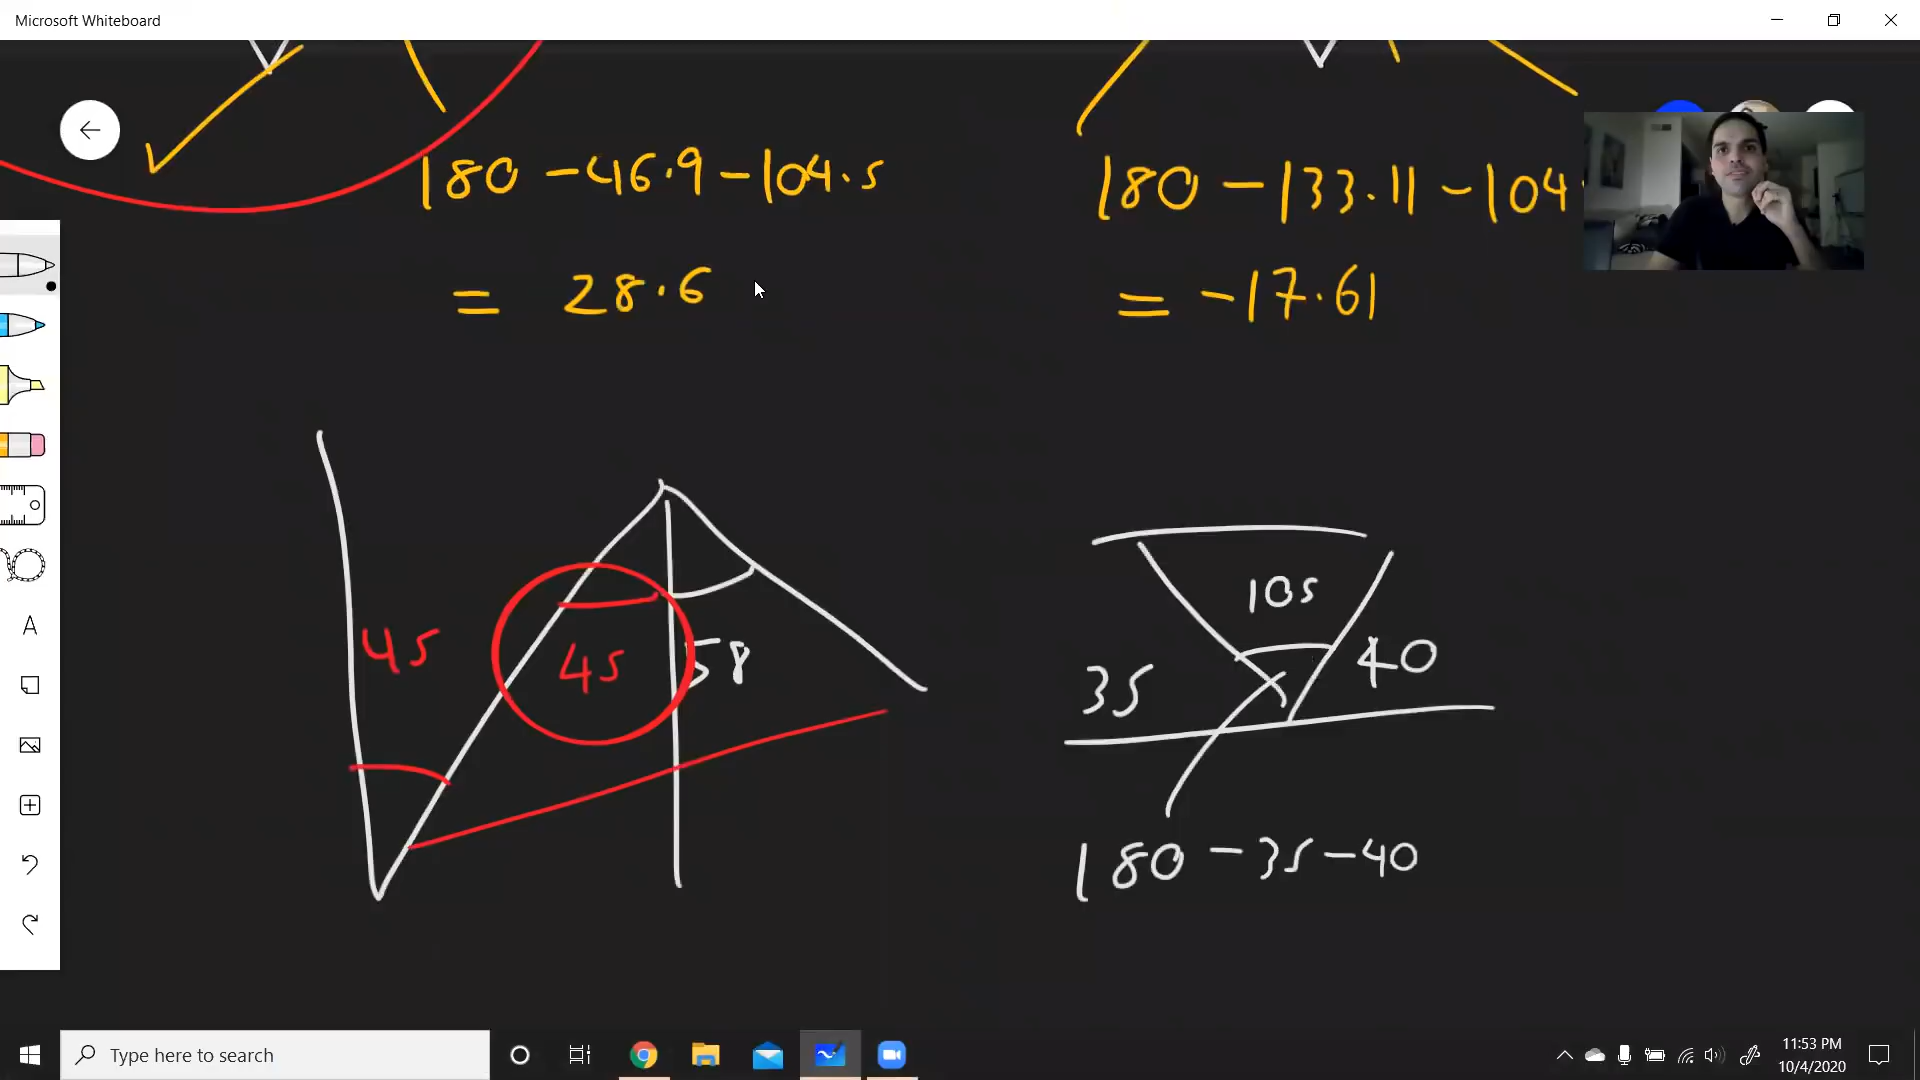 Microsoft Whiteboard
180 - 46.9 - 104.5
= 28.6
180 - 133.11 - 104
= -17.61
45
45
58
105
35
40
180 - 35 - 40
A
Type here to search
11:53 PM
10/4/2020